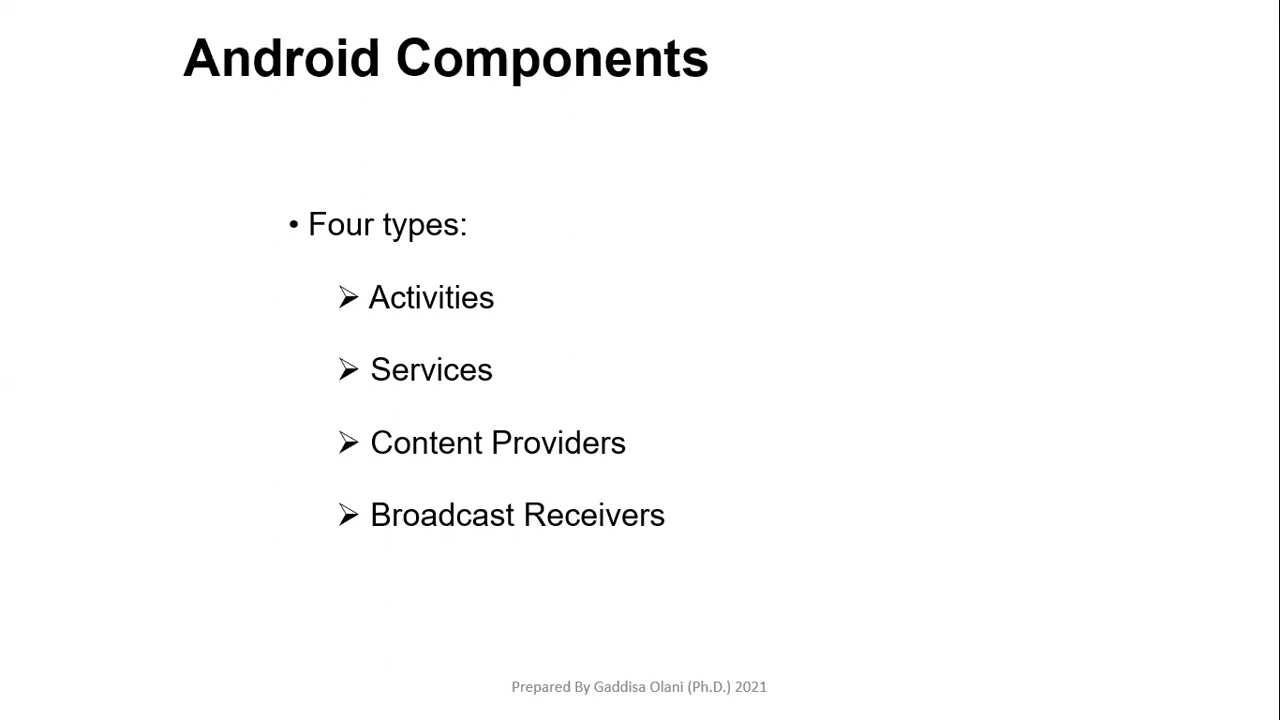 Android Components
• Four types:
➢ Activities
➢ Services
➢ Content Providers
➢ Broadcast Receivers
Prepared By Gaddisa Olani (Ph.D.) 2021